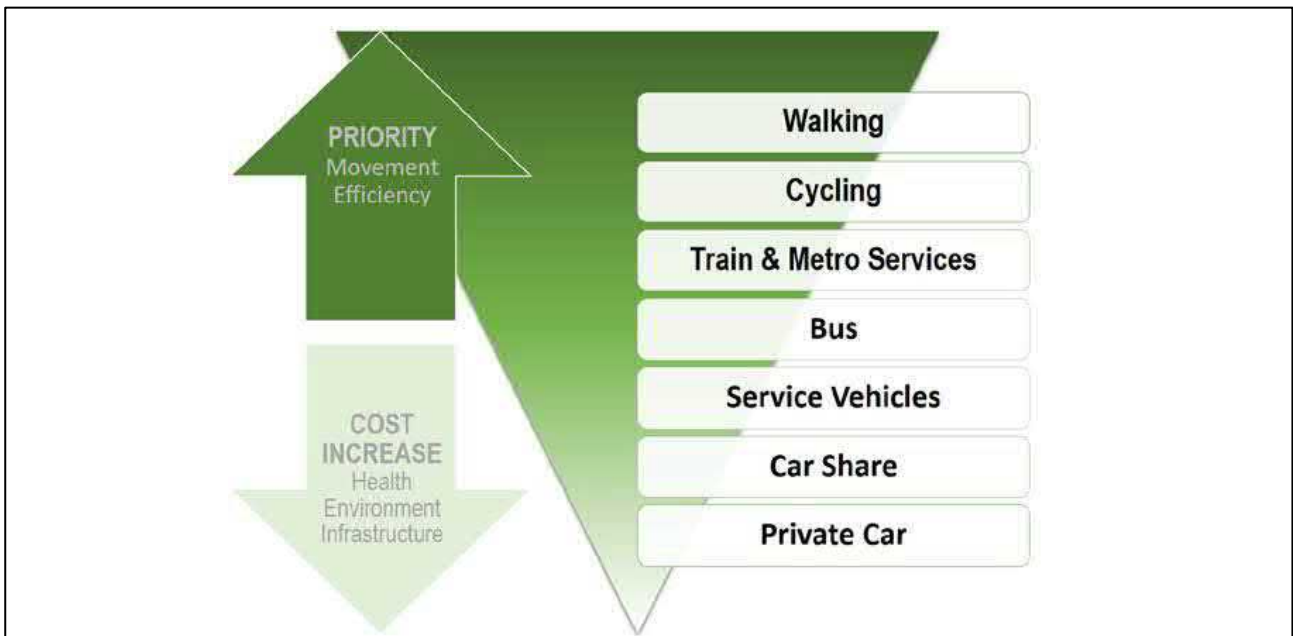 PRIORITY
Movement
Efficiency
COST
INCREASE
Health
Environment
Infrastructure
Walking
Cycling
Train & Metro Services
Bus
Service Vehicles
Car Share
Private Car